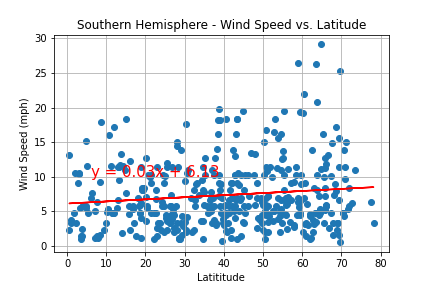 Southern Hemisphere - Wind Speed vs. Latitude
30
25
20
15
10
5
0
Wind Speed (mph)
y = 0.03x + 6.13
0 10 20 30 40 50 60 70 80
Latititude